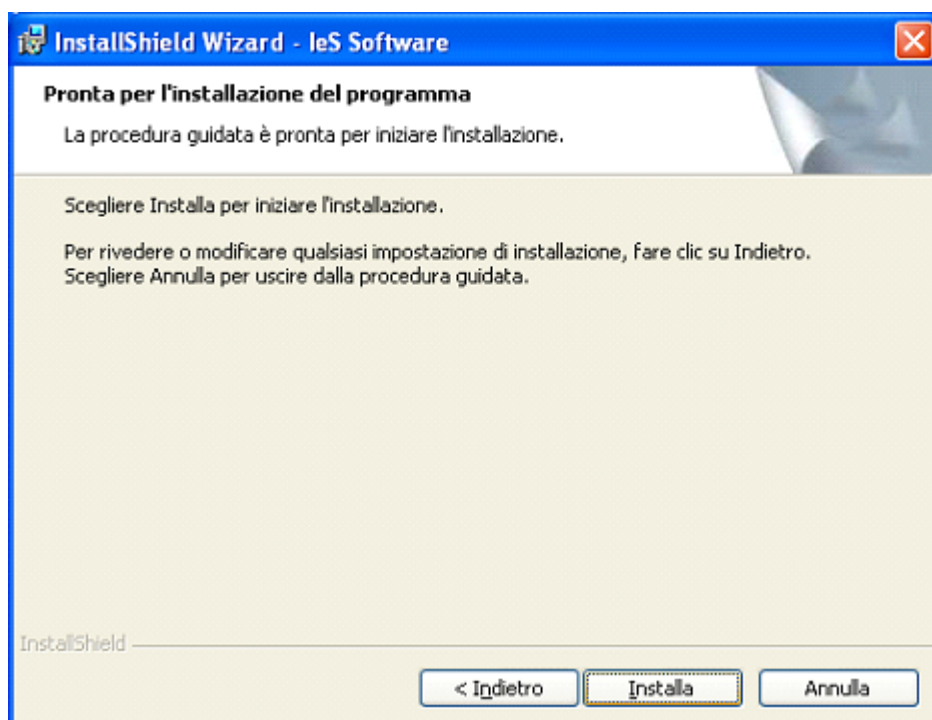 InstallShield Wizard - IeS Software
Pronta per l'installazione del programma
La procedura guidata è pronta per iniziare l'installazione.
Scegliere Installa per iniziare l'installazione.
Per rivedere o modificare qualsiasi impostazione di installazione, fare clic su Indietro.
Scegliere Annulla per uscire dalla procedura guidata.
InstallShield
< Indietro Installa Annulla